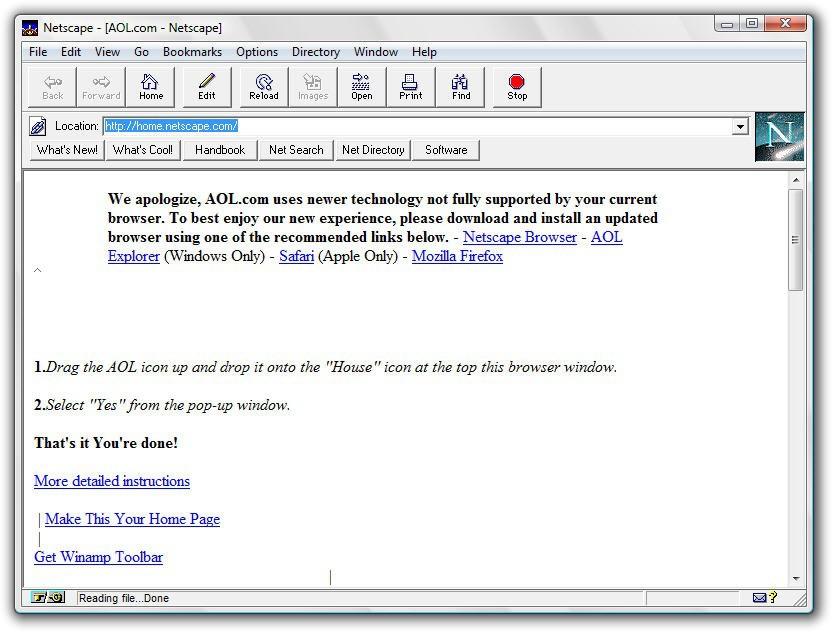 Netscape - [AOL.com - Netscape]
File Edit View Go Bookmarks Options Directory Window Help
Back Forward Home Edit Reload Images Open Print Find Stop
Location: http://home.netscape.com/
N
What's New! What's Cool! Handbook Net Search Net Directory Software
We apologize, AOL.com uses newer technology not fully supported by your current
browser. To best enjoy our new experience, please download and install an updated
browser using one of the recommended links below. - Netscape Browser - AOL
Explorer (Windows Only) - Safari (Apple Only) - Mozilla Firefox
1.Drag the AOL icon up and drop it onto the "House" icon at the top this browser window.
2.Select "Yes" from the pop-up window.
That's it You're done!
More detailed instructions
| Make This Your Home Page
|
Get Winamp Toolbar
|
Reading file...Done
?